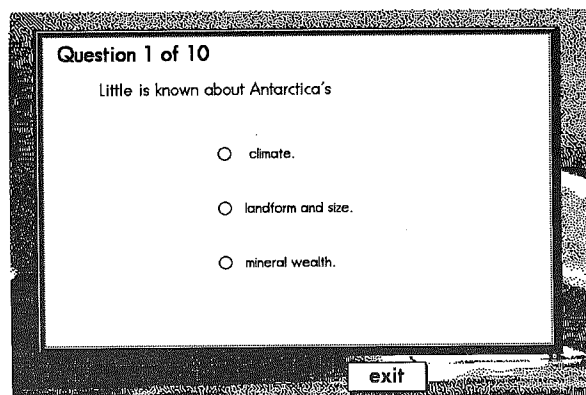 Question 1 of 10
Little is known about Antarctica's
climate.
landform and size.
mineral wealth.
exit